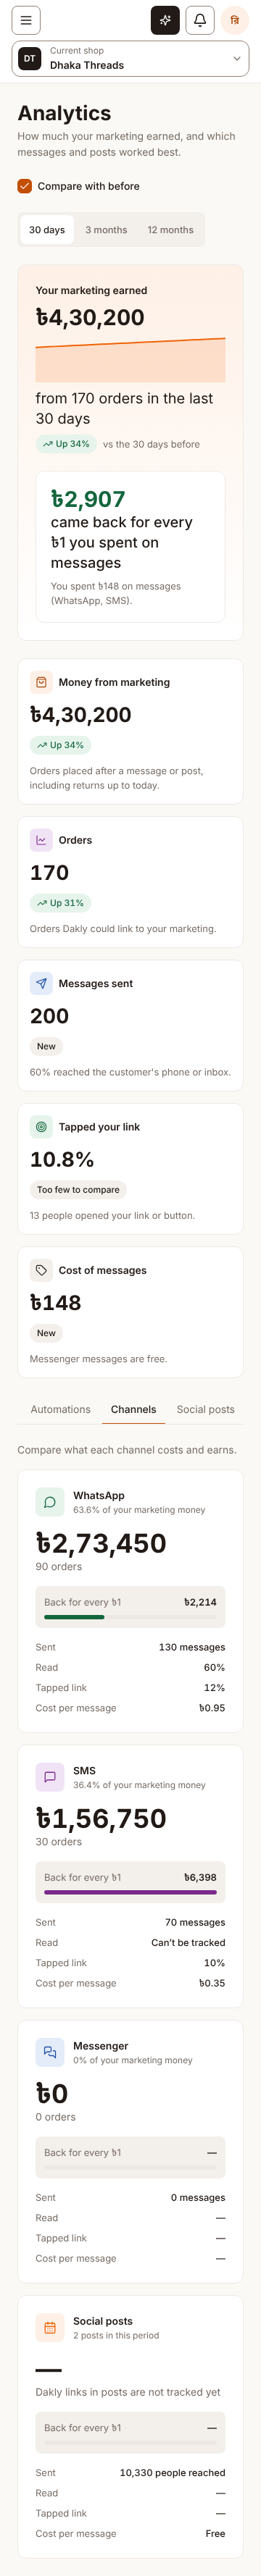 DT
Current shop
Dhaka Threads
ত্রি
Analytics
How much your marketing earned, and which
messages and posts worked best.
Compare with before
30 days
3 months
12 months
Your marketing earned
৳4,30,200
from 170 orders in the last
30 days
Up 34%
vs the 30 days before
৳2,907
came back for every
৳1 you spent on
messages
You spent ৳148 on messages
(WhatsApp, SMS).
Money from marketing
৳4,30,200
Up 34%
Orders placed after a message or post,
including returns up to today.
Orders
170
Up 31%
Orders Dakly could link to your marketing.
Messages sent
200
New
60% reached the customer's phone or inbox.
Tapped your link
10.8%
Too few to compare
13 people opened your link or button.
Cost of messages
৳148
New
Messenger messages are free.
Automations
Channels
Social posts
Compare what each channel costs and earns.
WhatsApp
63.6% of your marketing money
৳2,73,450
90 orders
Back for every ৳1 ৳2,214
Sent 130 messages
Read 60%
Tapped link 12%
Cost per message ৳0.95
SMS
36.4% of your marketing money
৳1,56,750
30 orders
Back for every ৳1 ৳6,398
Sent 70 messages
Read Can't be tracked
Tapped link 10%
Cost per message ৳0.35
Messenger
0% of your marketing money
৳0
0 orders
Back for every ৳1 —
Sent 0 messages
Read —
Tapped link —
Cost per message —
Social posts
2 posts in this period
—
Dakly links in posts are not tracked yet
Back for every ৳1 —
Sent 10,330 people reached
Read —
Tapped link —
Cost per message Free